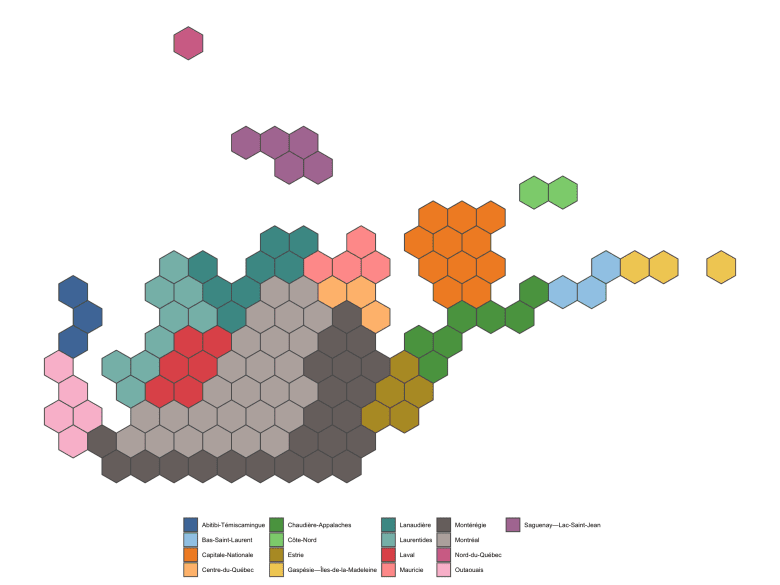 Abitibi-Témiscamingue
Bas-Saint-Laurent
Capitale-Nationale
Centre-du-Québec
Chaudière-Appalaches
Côte-Nord
Estrie
Gaspésie—Îles-de-la-Madeleine
Lanaudière
Laurentides
Laval
Mauricie
Montérégie
Montréal
Nord-du-Québec
Outaouais
Saguenay—Lac-Saint-Jean